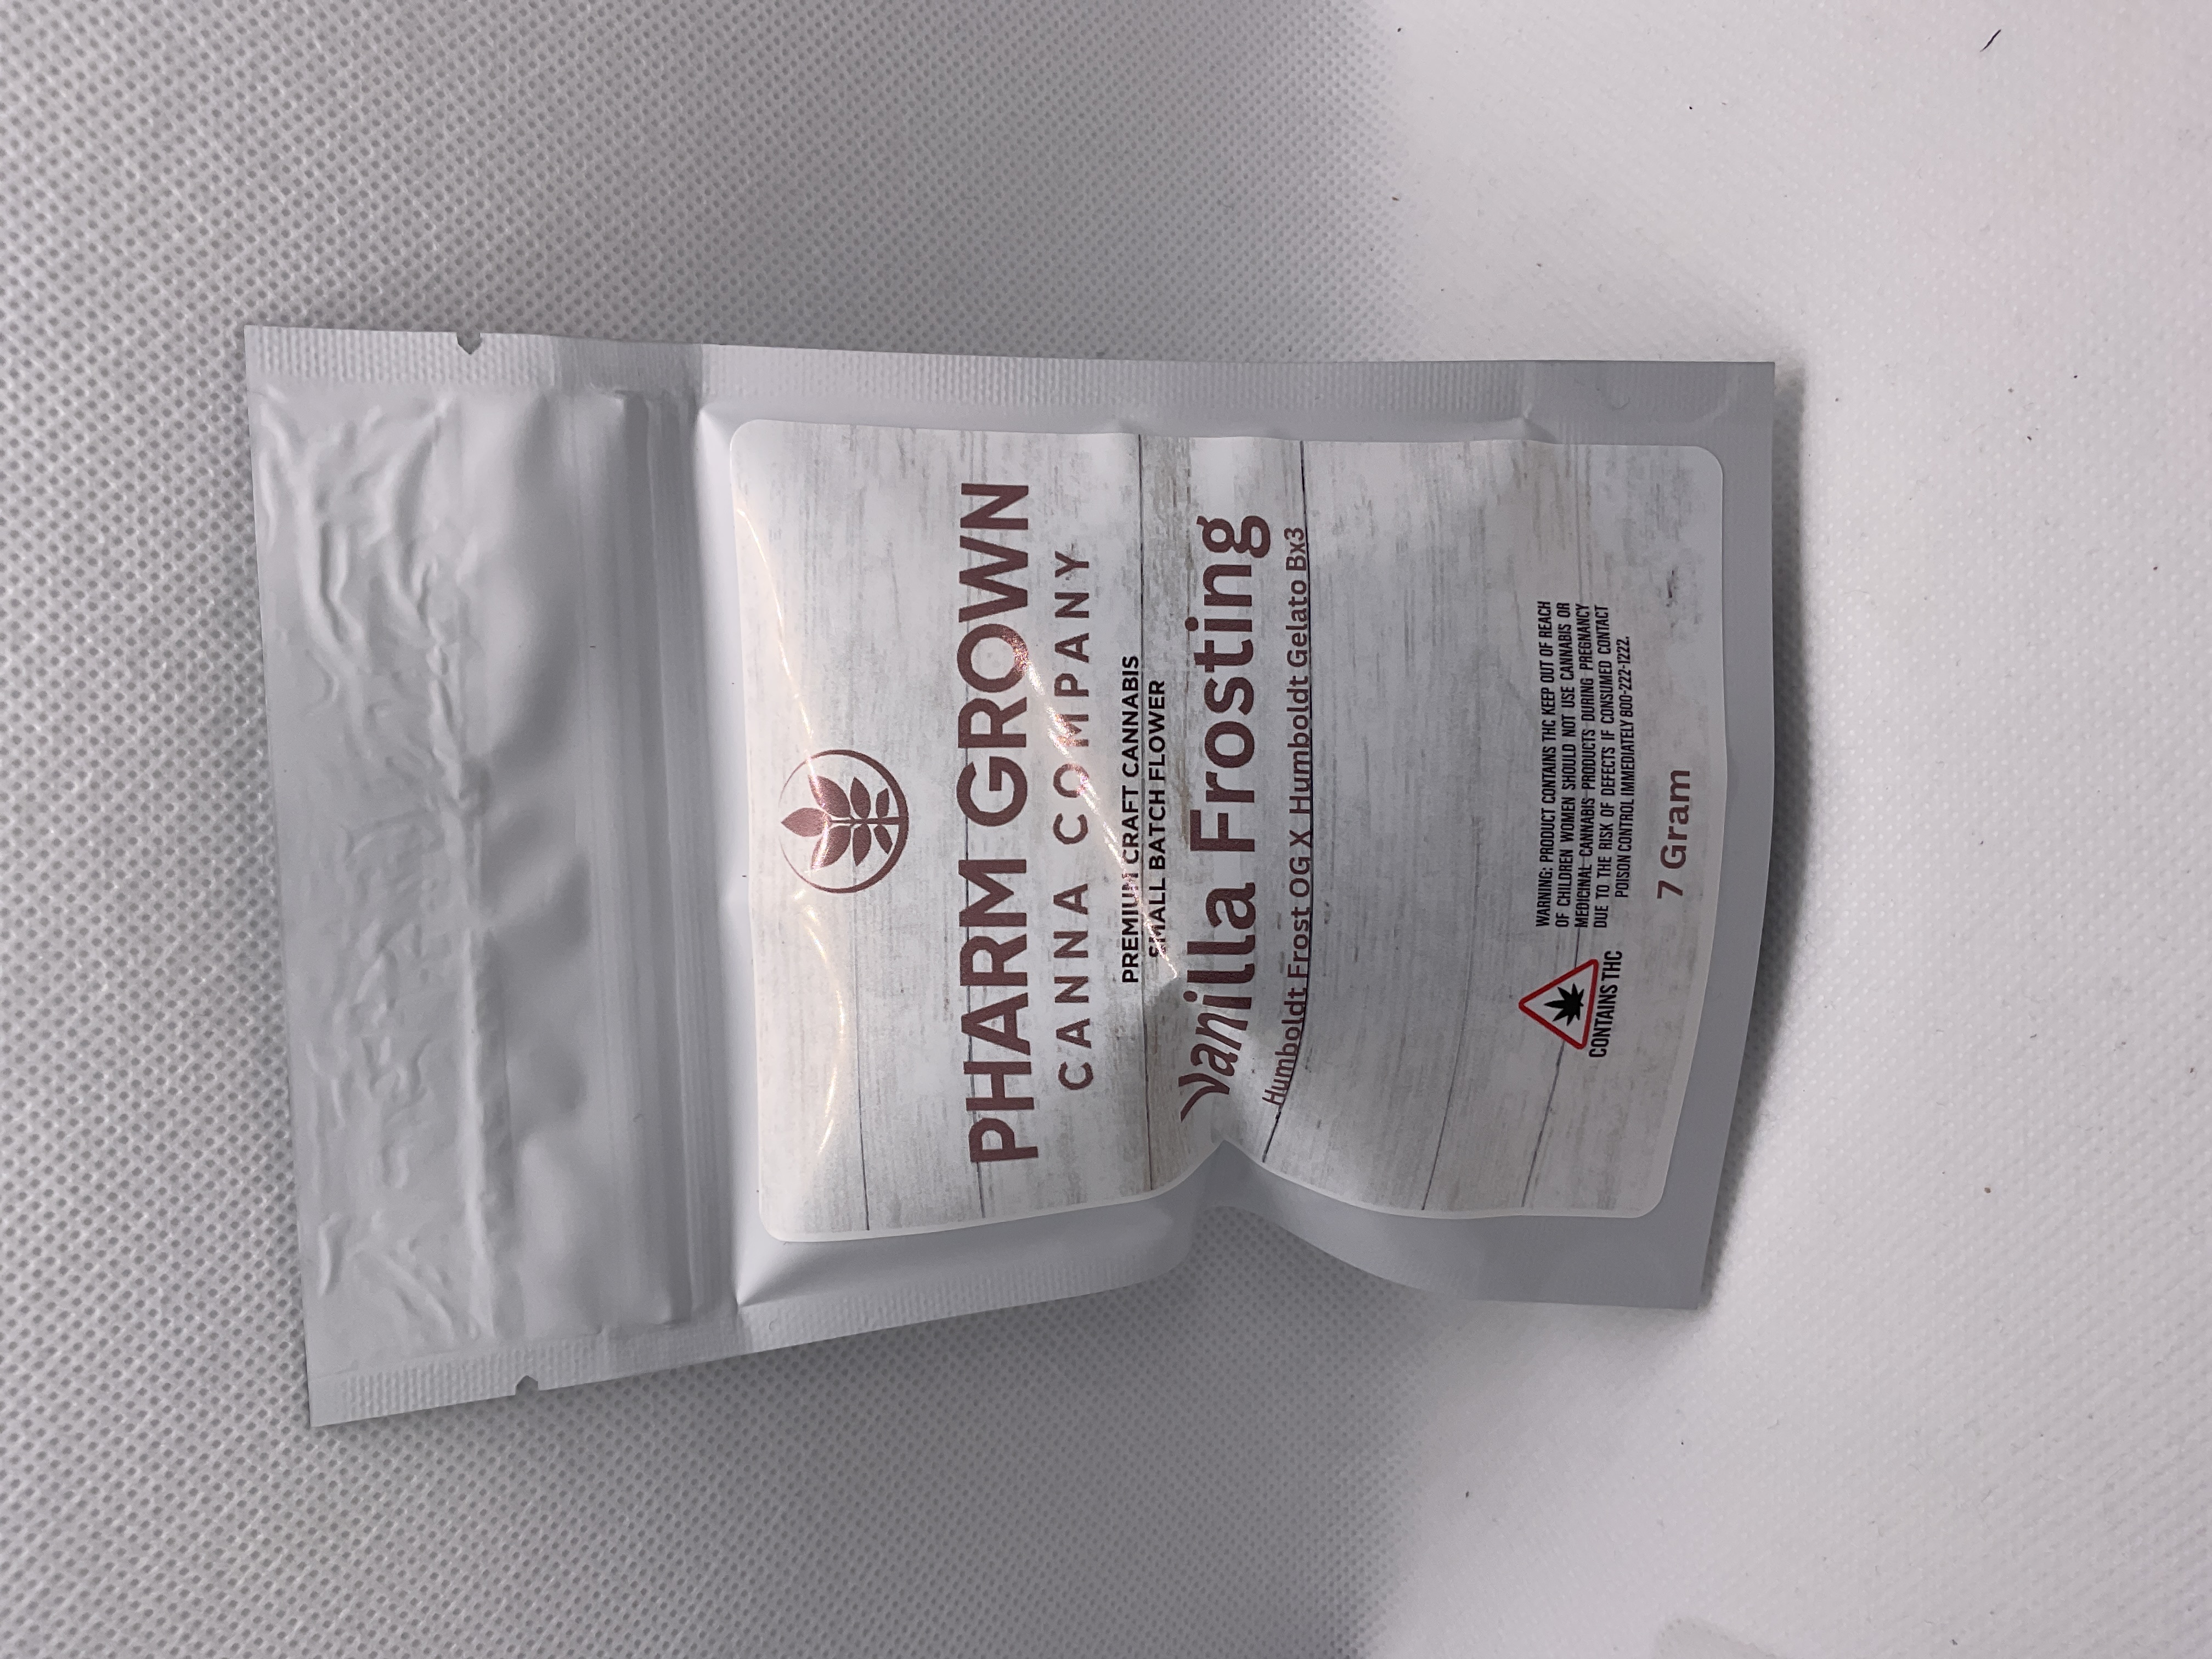 PHARM GROWN
CANNA COMPANY
PREMIUM CRAFT CANNABIS
SMALL BATCH FLOWER
Vanilla Frosting
Humboldt Frost OG X Humboldt Gelato Bx3
CONTAINS THC
WARNING: PRODUCT CONTAINS THC KEEP OUT OF REACH
OF CHILDREN WOMEN SHOULD NOT USE CANNABIS OR
MEDICINAL CANNABIS PRODUCTS DURING PREGNANCY
DUE TO THE RISK OF DEFECTS IF CONSUMED CONTACT
POISON CONTROL IMMEDIATELY 800-222-1222.
7 Gram